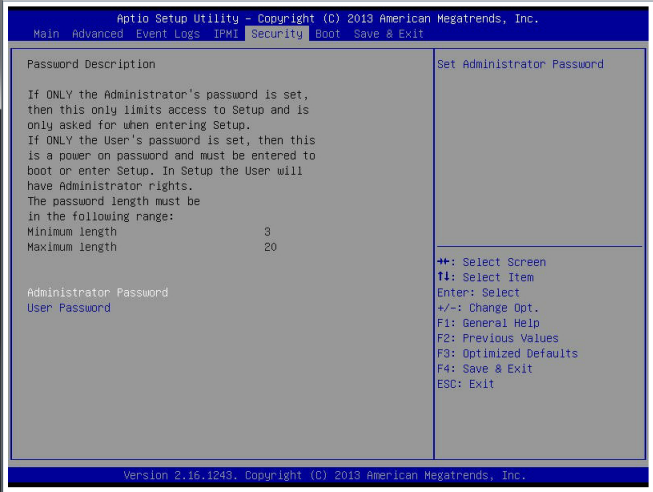 Aptio Setup Utility – Copyright (C) 2013 American Megatrends, Inc.
Main Advanced Event Logs IPMI Security Boot Save & Exit
Password Description
If ONLY the Administrator's password is set,
then this only limits access to Setup and is
only asked for when entering Setup.
If ONLY the User's password is set, then this
is a power on password and must be entered to
boot or enter Setup. In Setup the User will
have Administrator rights.
The password length must be
in the following range:
Minimum length 3
Maximum length 20
Administrator Password
User Password
Set Administrator Password
→←: Select Screen
↑↓: Select Item
Enter: Select
+/-: Change Opt.
F1: General Help
F2: Previous Values
F3: Optimized Defaults
F4: Save & Exit
ESC: Exit
Version 2.16.1243. Copyright (C) 2013 American Megatrends, Inc.